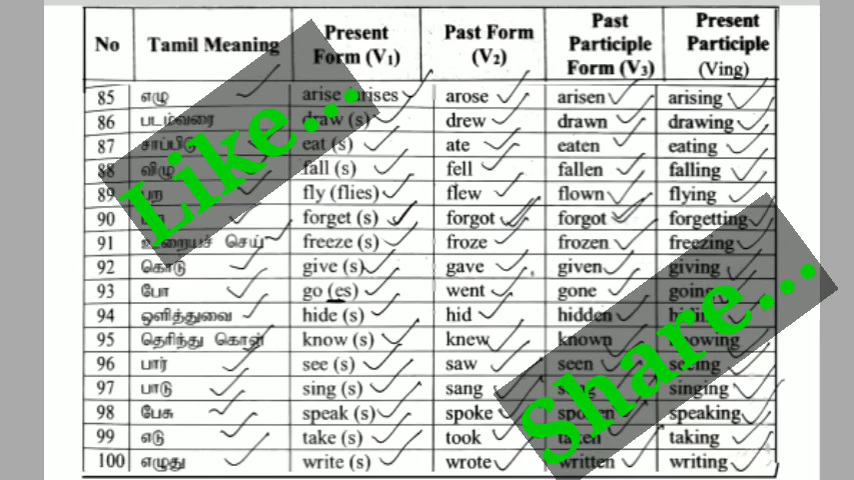 No Tamil Meaning Present Form (V₁) Past Form (V₂) Past Participle Form (V₃) Present Participle (Ving)
85 எழு arise arises arose arisen arising
86 படம்வரை draw (s) drew drawn drawing
87 சாப்பிடு eat (s) ate eaten eating
88 விழு fall (s) fell fallen falling
89 பற fly (flies) flew flown flying
90 forget (s) forgot forgot forgetting
91 உறையச் செய் freeze (s) froze frozen freezing
92 கொடு give (s) gave given giving
93 போ go (es) went gone going
94 ஒளித்துவை hide (s) hid hidden
95 தெரிந்து கொள் know (s) knew known knowing
96 பார் see (s) saw seen seeing
97 பாடு sing (s) sang singing
98 பேசு speak (s) spoke spoken speaking
99 எடு take (s) took taken taking
100 எழுது write (s) wrote written writing
Like...
Share...